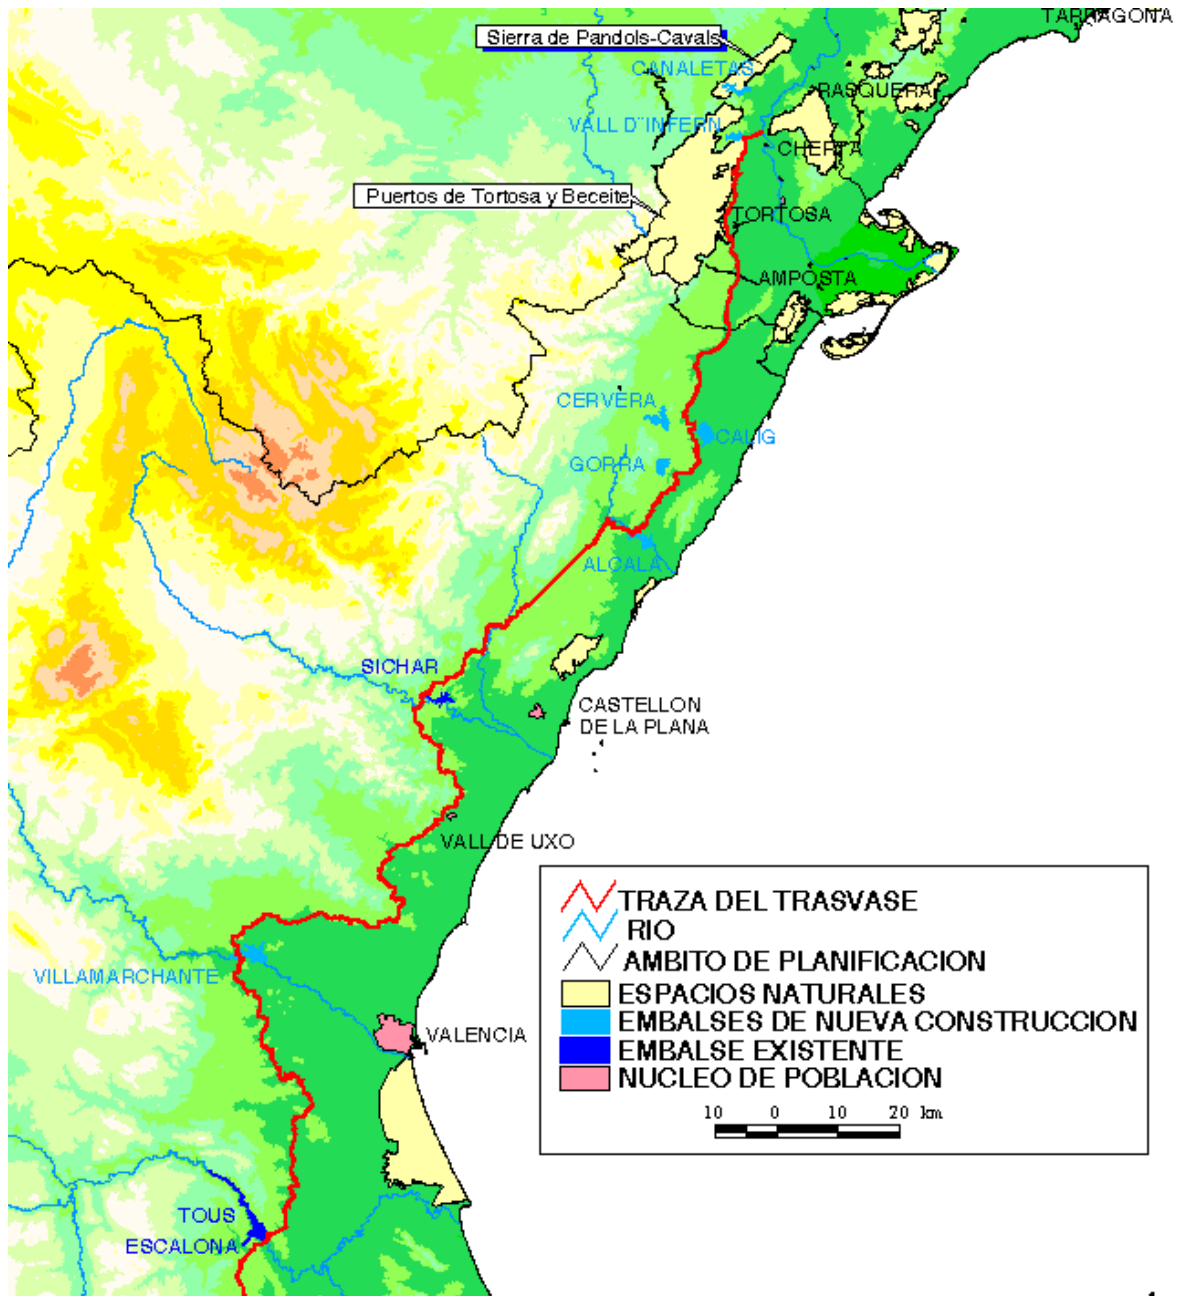 TARRAGONA
Sierra de Pandols-Cavals
CANALETAS
RASQUERA
VALL D¨INFERN
CHERTA
Puertos de Tortosa y Beceite
TORTOSA
AMPOSTA
CERVERA
CALIG
GORRA
ALCALA
SICHAR
CASTELLON
DE LA PLANA
VALL DE UXO
VILLAMARCHANTE
VALENCIA
TOUS
ESCALONA
TRAZA DEL TRASVASE
RIO
AMBITO DE PLANIFICACION
ESPACIOS NATURALES
EMBALSES DE NUEVA CONSTRUCCION
EMBALSE EXISTENTE
NUCLEO DE POBLACION
10 0 10 20 km